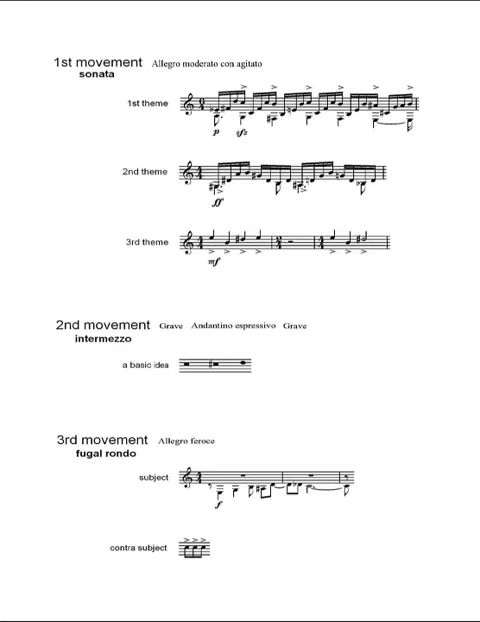 1st movement Allegro moderato con agitato
sonata
1st theme
p sfz
2nd theme
ff
3rd theme
mf
2nd movement Grave Andantino espressivo Grave
intermezzo
a basic idea
3rd movement Allegro feroce
fugal rondo
subject
f
contra subject